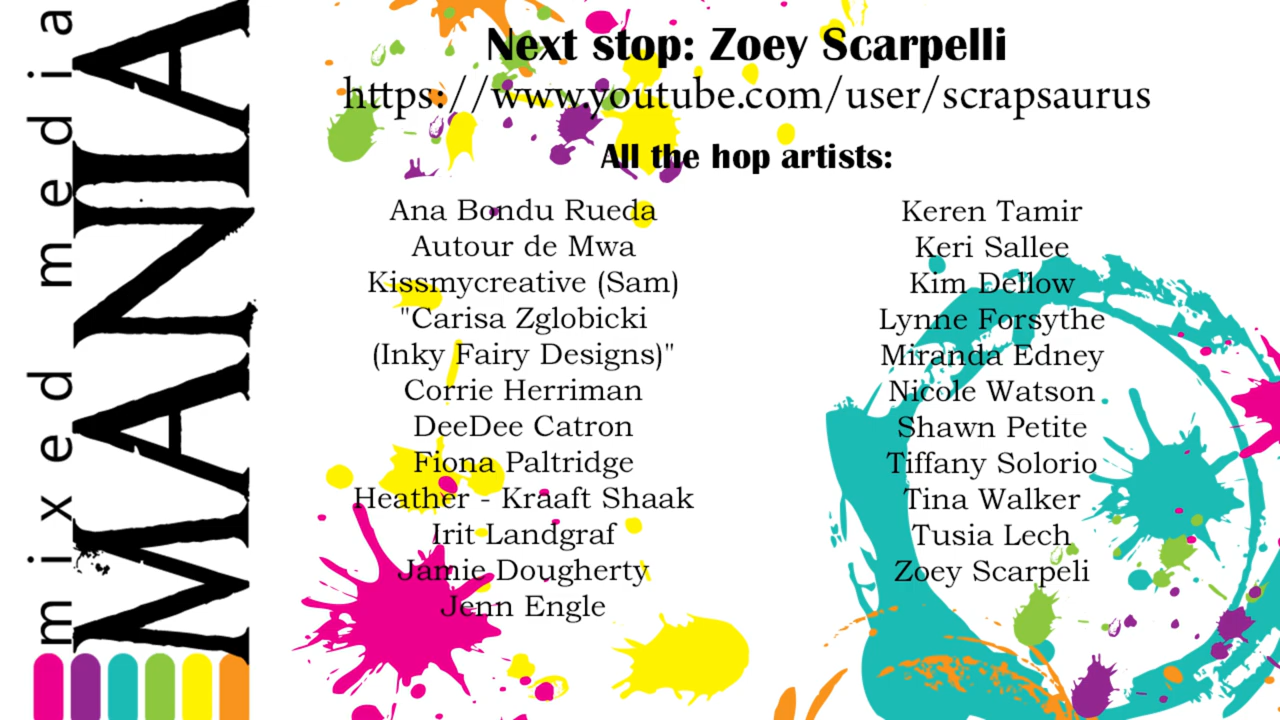 mixed media
MANIA
Next stop: Zoey Scarpelli
https://www.youtube.com/user/scrapsaurus
All the hop artists:
Ana Bondu Rueda
Autour de Mwa
Kissmycreative (Sam)
"Carisa Zglobicki
(Inky Fairy Designs)"
Corrie Herriman
DeeDee Catron
Fiona Paltridge
Heather - Kraaft Shaak
Irit Landgraf
Jamie Dougherty
Jenn Engle
Keren Tamir
Keri Sallee
Kim Dellow
Lynne Forsythe
Miranda Edney
Nicole Watson
Shawn Petite
Tiffany Solorio
Tina Walker
Tusia Lech
Zoey Scarpeli